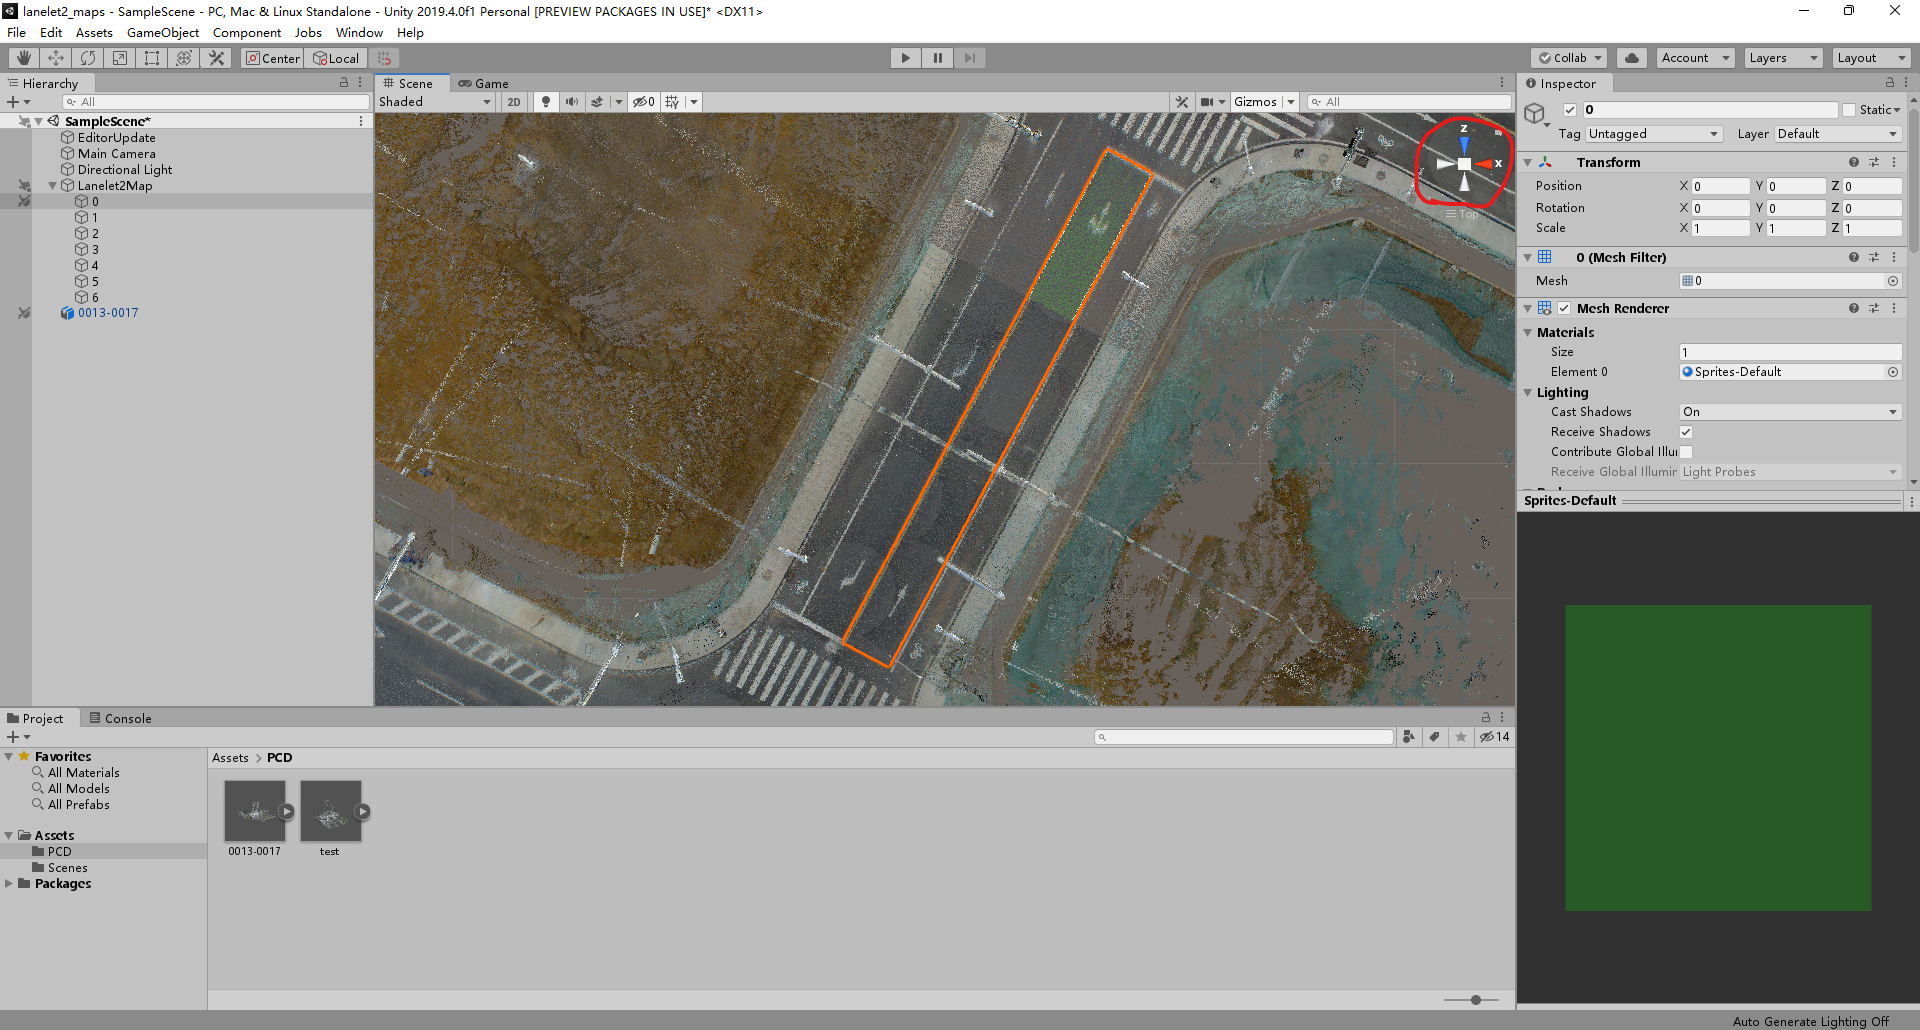 lanelet2_maps - SampleScene - PC, Mac & Linux Standalone - Unity 2019.4.0f1 Personal [PREVIEW PACKAGES IN USE]* <DX11>
File Edit Assets GameObject Component Jobs Window Help
Center Local Collab Account Layers Layout
Hierarchy
All
SampleScene*
EditorUpdate
Main Camera
Directional Light
Lanelet2Map
0
1
2
3
4
5
6
0013-0017
Scene Game
Shaded 2D 0 Gizmos All
z
x
Top
Inspector
0 Static
Tag Untagged Layer Default
Transform
Position X 0 Y 0 Z 0
Rotation X 0 Y 0 Z 0
Scale X 1 Y 1 Z 1
0 (Mesh Filter)
Mesh 0
Mesh Renderer
Materials
Size 1
Element 0 Sprites-Default
Lighting
Cast Shadows On
Receive Shadows
Contribute Global Illu
Receive Global Illumir Light Probes
Sprites-Default
Project Console
14
Favorites
All Materials
All Models
All Prefabs
Assets
PCD
Scenes
Packages
Assets > PCD
0013-0017
test
Auto Generate Lighting Off